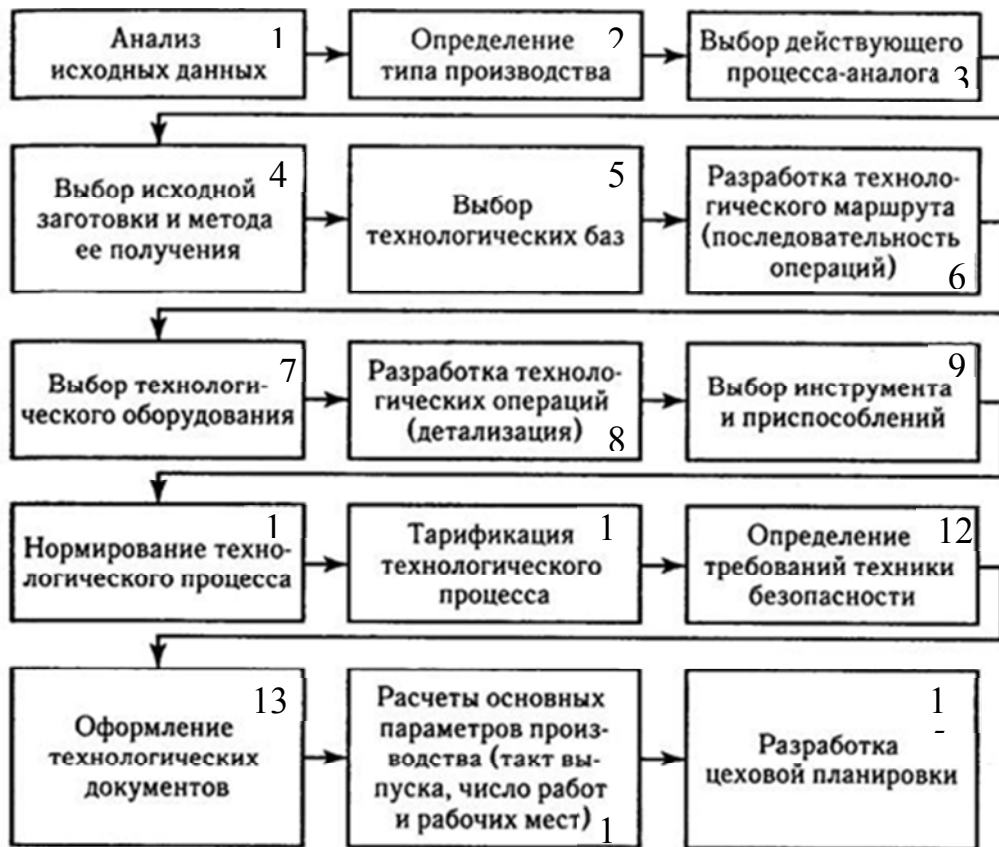 Анализ 1
исходных данных
Определение 2
типа производства
Выбор действующего
процесса-аналога 3
4
Выбор исходной
заготовки и метода
ее получения
5
Выбор
технологических баз
Разработка техноло-
гического маршрута
(последовательность
операций)
6
7
Выбор технологи-
ческого оборудования
Разработка техноло-
гических операций
(детализация)
8
9
Выбор инструмента
и приспособлений
1
Нормирование техно-
логического процесса
1
Тарификация
технологического
процесса
12
Определение
требований техники
безопасности
13
Оформление
технологических
документов
Расчеты основных
параметров произ-
водства (такт вы-
пуска, число работ
и рабочих мест)
1
1
Разработка
цеховой планировки